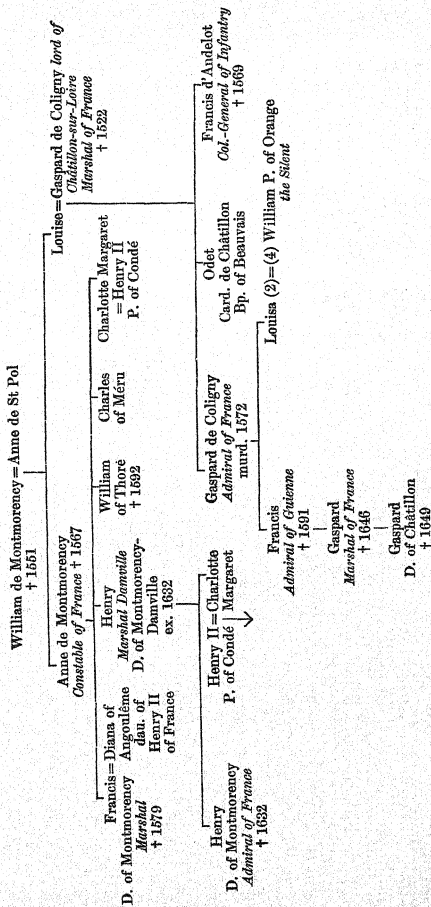 William de Montmorency=Anne de St Pol
† 1551
Anne de Montmorency
Constable of France † 1567
Louise=Gaspard de Coligny lord of
Châtillon-sur-Loire
Marshal of France
† 1522
Francis=Diana of
D. of Montmorency Angoulême
Marshal dau. of
† 1579 Henry II
of France
Henry
Marshal Damville
D. of Montmorency-
Damville
ex. 1632
William
of Thoré
† 1592
Charles
of Méru
Charlotte Margaret
=Henry II
P. of Condé
Gaspard de Coligny
Admiral of France
murd. 1572
Odet
Card. de Châtillon
Bp. of Beauvais
Francis d'Andelot
Col.-General of Infantry
† 1569
Henry
D. of Montmorency
Admiral of France
† 1632
Henry II=Charlotte
P. of Condé Margaret
Francis
Admiral of Guienne
† 1591
Louisa (2)=(4) William P. of Orange
the Silent
Gaspard
Marshal of France
† 1646
Gaspard
D. of Châtillon
† 1649